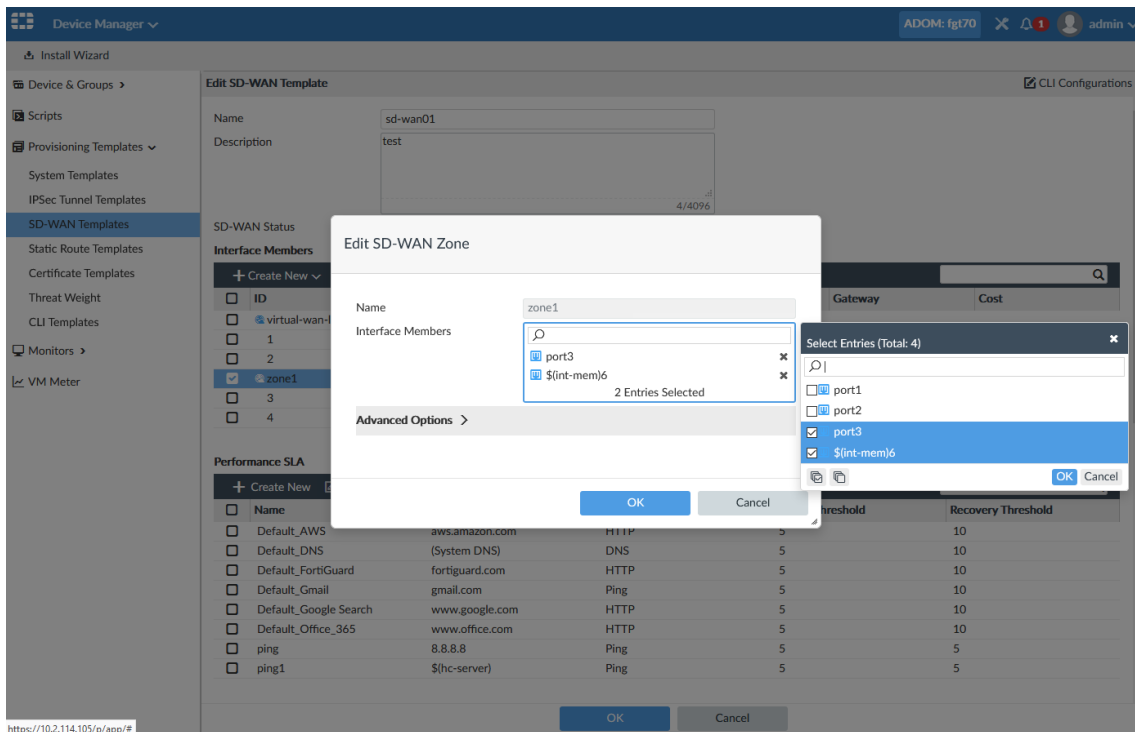 Device Manager
ADOM: fgt70
1
admin
Install Wizard
Device & Groups
Scripts
Provisioning Templates
System Templates
IPSec Tunnel Templates
SD-WAN Templates
Static Route Templates
Certificate Templates
Threat Weight
CLI Templates
Monitors
VM Meter
Edit SD-WAN Template
CLI Configurations
Name sd-wan01
Description test
4/4096
SD-WAN Status
Interface Members
Create New
ID Gateway Cost
virtual-wan-l
1
2
zone1
3
4
Edit SD-WAN Zone
Name zone1
Interface Members
port3
$(int-mem)6
2 Entries Selected
Advanced Options
OK Cancel
Select Entries (Total: 4)
port1
port2
port3
$(int-mem)6
OK Cancel
Performance SLA
Create New
Name hreshold Recovery Threshold
Default_AWS aws.amazon.com HTTP 5 10
Default_DNS (System DNS) DNS 5 10
Default_FortiGuard fortiguard.com HTTP 5 10
Default_Gmail gmail.com Ping 5 10
Default_Google Search www.google.com HTTP 5 10
Default_Office_365 www.office.com HTTP 5 10
ping 8.8.8.8 Ping 5 5
ping1 $(hc-server) Ping 5 5
OK Cancel
https://10.2.114.105/p/app/#